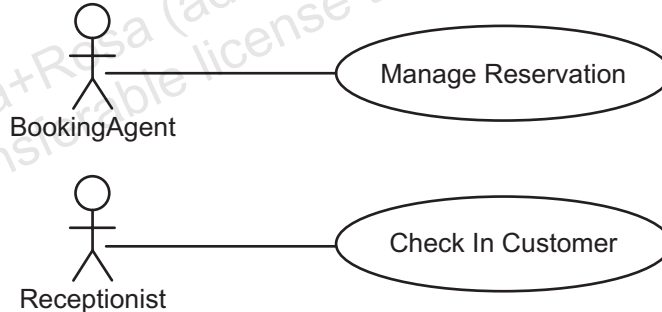 Manage Reservation
BookingAgent
Check In Customer
Receptionist